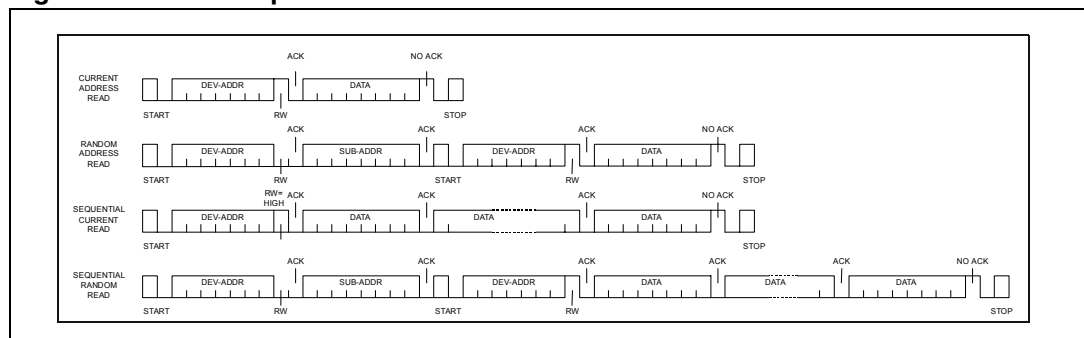 ACK NO ACK
CURRENT
ADDRESS
READ
DEV-ADDR DATA
START RW STOP
ACK ACK ACK NO ACK
RANDOM
ADDRESS
READ
DEV-ADDR SUB-ADDR DEV-ADDR DATA
START RW START RW STOP
RW=
HIGH
ACK ACK ACK NO ACK
SEQUENTIAL
CURRENT
READ
DEV-ADDR DATA DATA DATA
START STOP
ACK ACK ACK ACK ACK NO ACK
SEQUENTIAL
RANDOM
READ
DEV-ADDR SUB-ADDR DEV-ADDR DATA DATA DATA
START RW START RW STOP